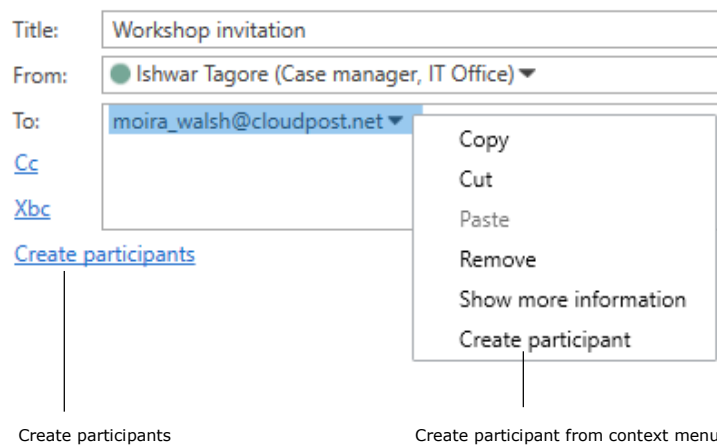 Title: Workshop invitation
From: Ishwar Tagore (Case manager, IT Office)
To: moira_walsh@cloudpost.net
Cc
Xbc
Create participants
Copy
Cut
Paste
Remove
Show more information
Create participant
Create participants
Create participant from context menu